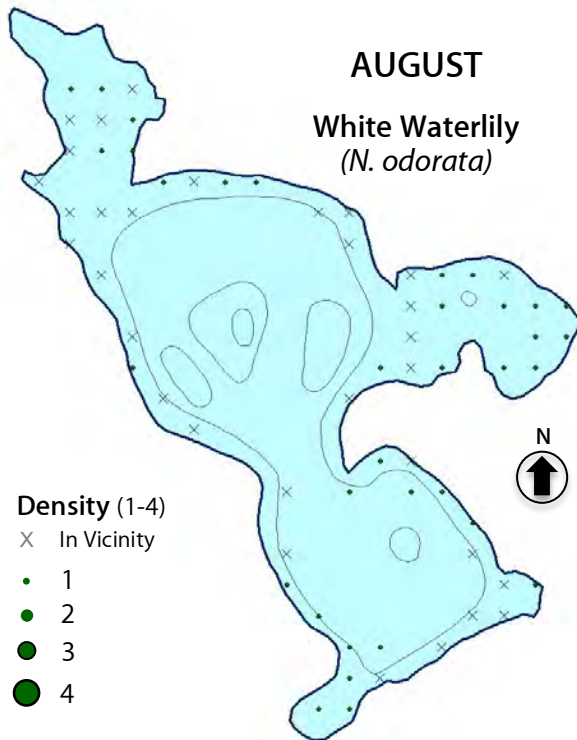 AUGUST
White Waterlily
(N. odorata)
N
Density (1-4)
X In Vicinity
1
2
3
4